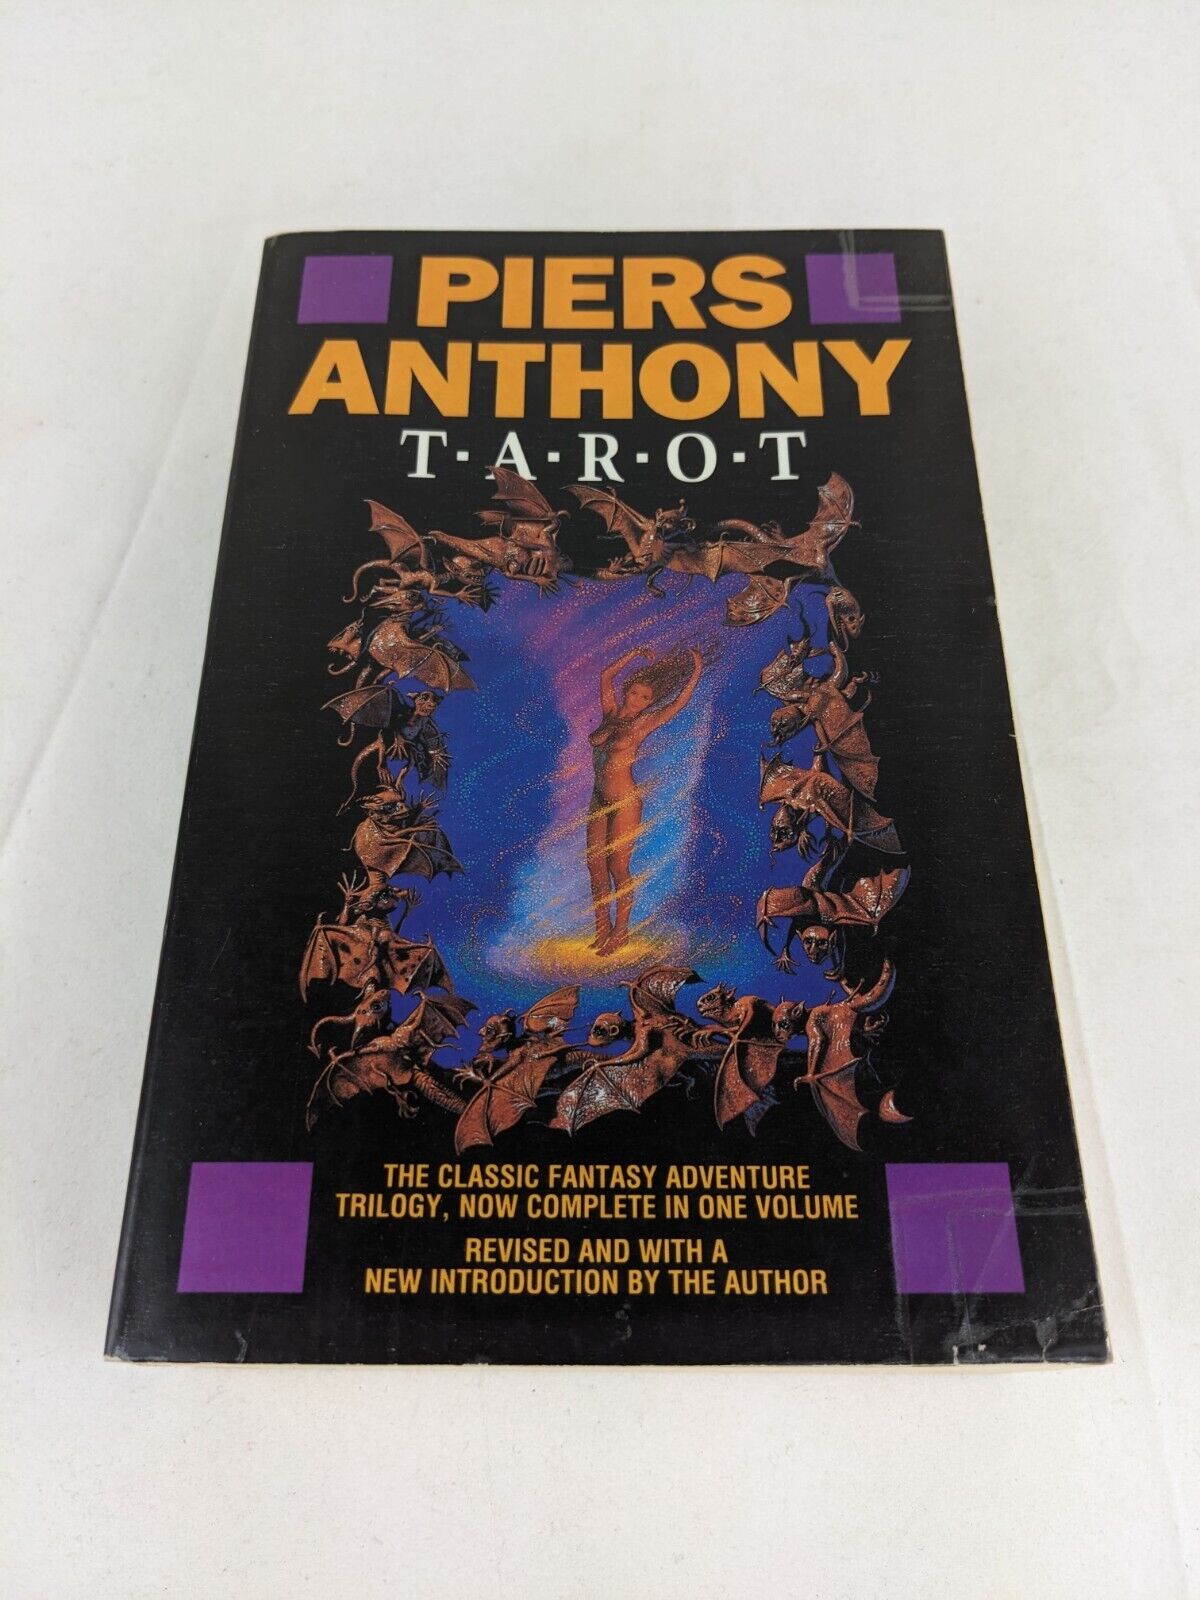 PIERS
ANTHONY
T·A·R·O·T
THE CLASSIC FANTASY ADVENTURE
TRILOGY, NOW COMPLETE IN ONE VOLUME
REVISED AND WITH A
NEW INTRODUCTION BY THE AUTHOR